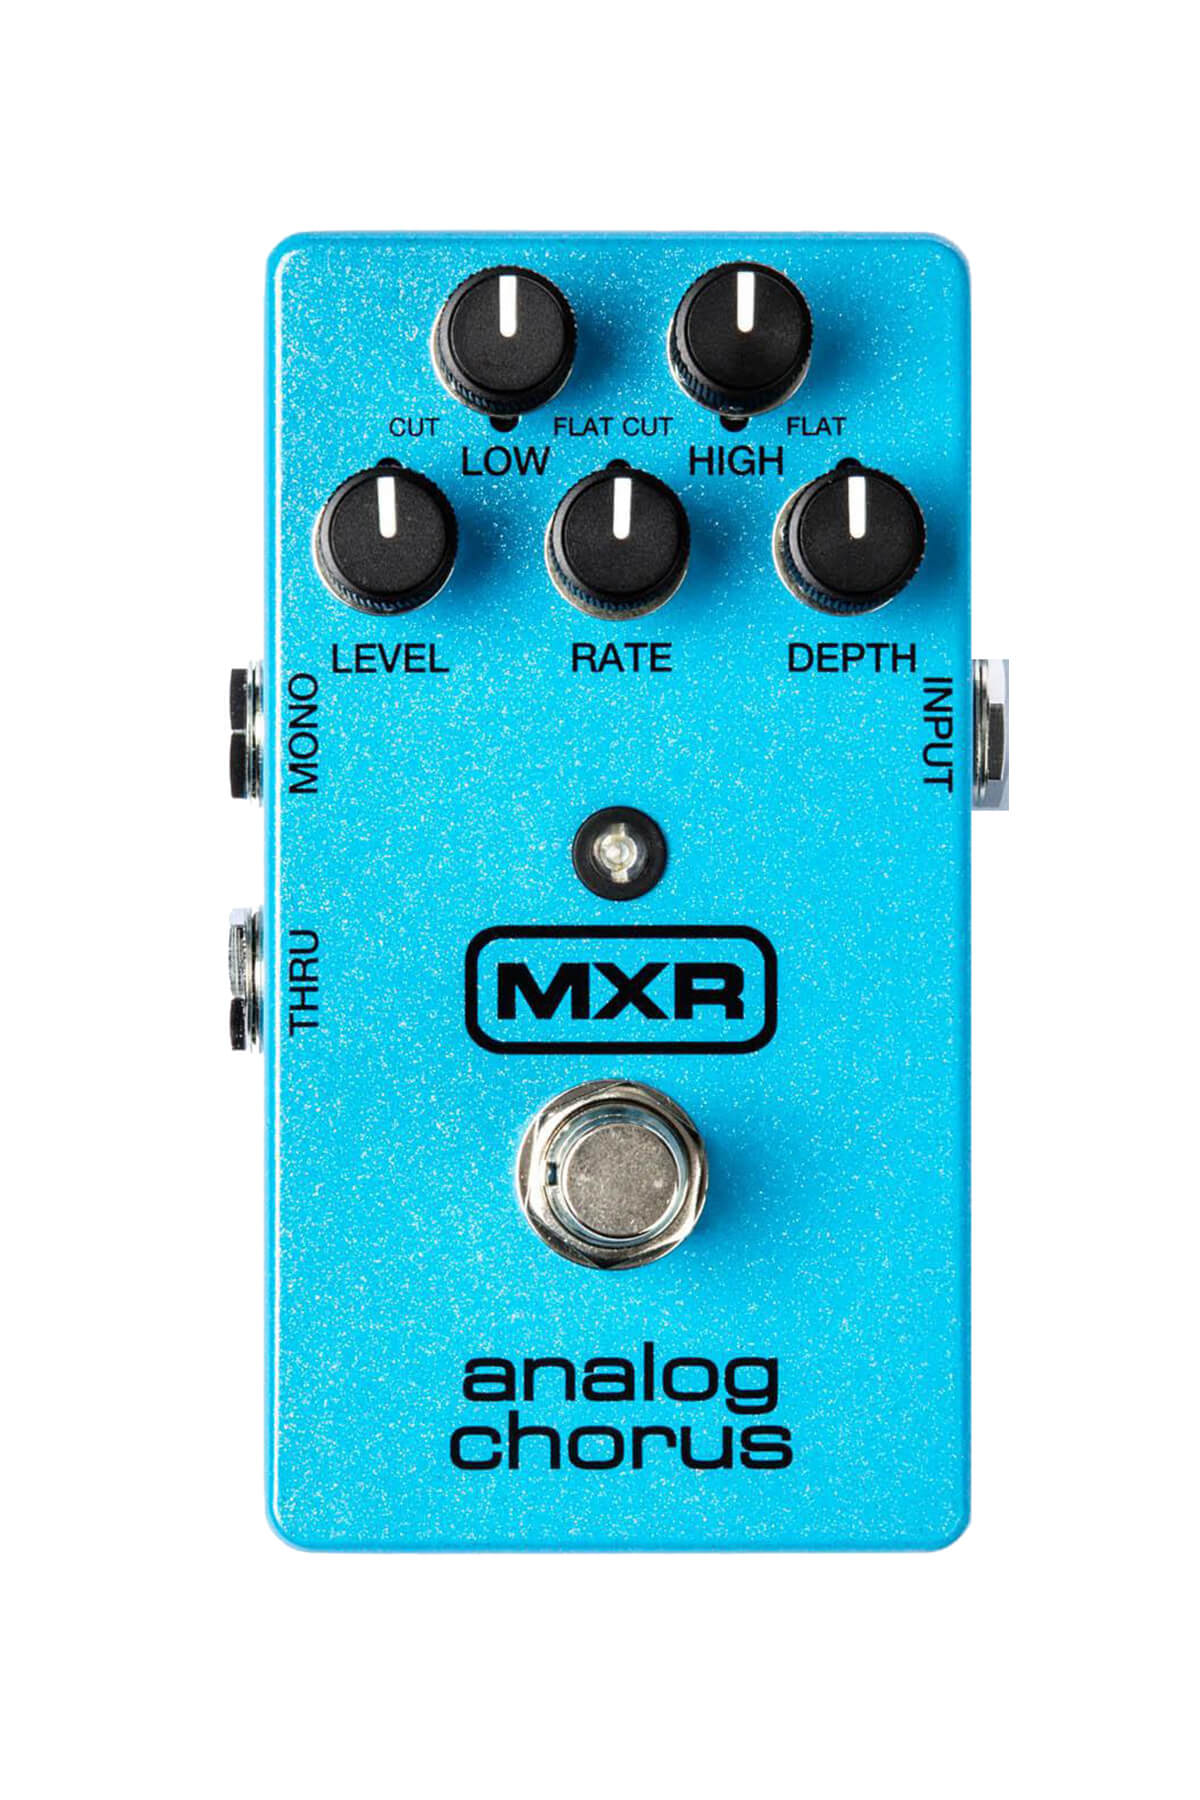 CUT FLAT CUT FLAT
LOW HIGH
LEVEL RATE DEPTH
MONO
INPUT
THRU
MXR
analog
chorus